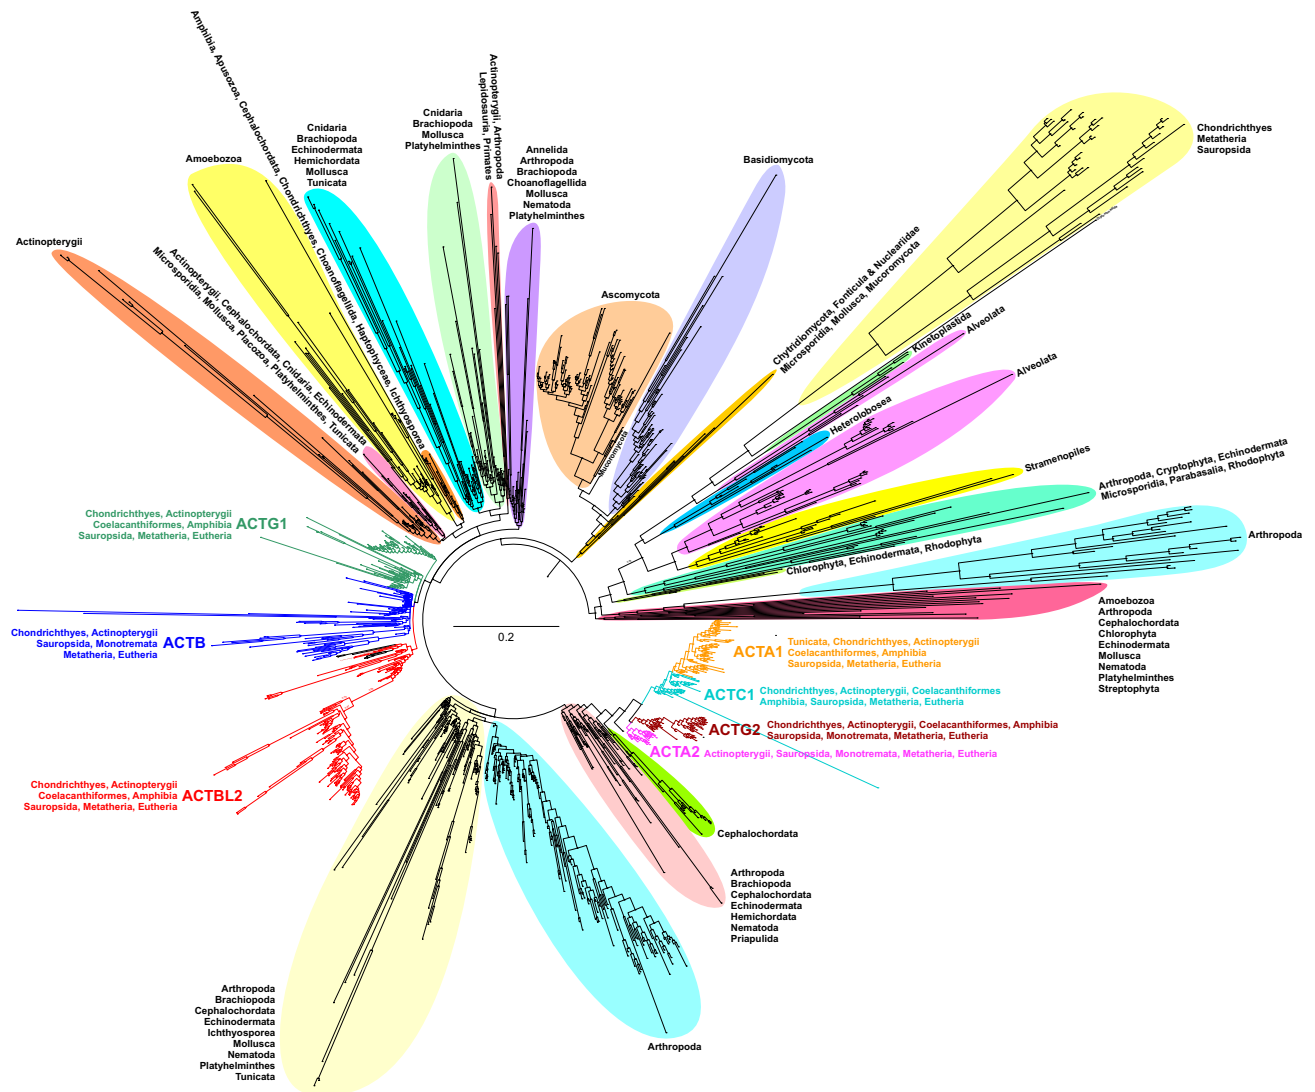 Amphibia, Apusozoa, Cephalochordata, Chondrichthyes, Choanoflagellida, Haptophyceae, Ichthyosporea
Actinopterygii, Arthropoda
Lepidosauria, Primates
Cnidaria
Brachiopoda
Mollusca
Platyhelminthes
Cnidaria
Brachiopoda
Echinodermata
Hemichordata
Mollusca
Tunicata
Annelida
Arthropoda
Brachiopoda
Choanoflagellida
Mollusca
Nematoda
Platyhelminthes
Amoebozoa
Basidiomycota
Chondrichthyes
Metatheria
Sauropsida
Actinopterygii
Actinopterygii, Cephalochordata, Cnidaria, Echinodermata
Microsporidia, Mollusca, Placozoa, Platyhelminthes, Tunicata
Ascomycota
Mucoromycota
Chytridiomycota, Fonticula & Nucleariidae
Microsporidia, Mollusca, Mucoromycota
Kinetoplastida
Alveolata
Alveolata
Heterolobosea
Stramenopiles
Arthropoda, Cryptophyta, Echinodermata
Microsporidia, Parabasalia, Rhodophyta
Chlorophyta, Echinodermata, Rhodophyta
Arthropoda
Chondrichthyes, Actinopterygii
Coelacanthiformes, Amphibia
Sauropsida, Metatheria, Eutheria
ACTG1
Chondrichthyes, Actinopterygii
Sauropsida, Monotremata
Metatheria, Eutheria
ACTB
0.2
Amoebozoa
Arthropoda
Cephalochordata
Chlorophyta
Echinodermata
Mollusca
Nematoda
Platyhelminthes
Streptophyta
ACTA1
Tunicata, Chondrichthyes, Actinopterygii
Coelacanthiformes, Amphibia
Sauropsida, Metatheria, Eutheria
ACTC1
Chondrichthyes, Actinopterygii, Coelacanthiformes
Amphibia, Sauropsida, Metatheria, Eutheria
ACTG2
Chondrichthyes, Actinopterygii, Coelacanthiformes, Amphibia
Sauropsida, Monotremata, Metatheria, Eutheria
ACTA2
Actinopterygii, Sauropsida, Monotremata, Metatheria, Eutheria
Chondrichthyes, Actinopterygii
Coelacanthiformes, Amphibia
Sauropsida, Metatheria, Eutheria
ACTBL2
Cephalochordata
Arthropoda
Brachiopoda
Cephalochordata
Echinodermata
Hemichordata
Nematoda
Priapulida
Arthropoda
Brachiopoda
Cephalochordata
Echinodermata
Ichthyosporea
Mollusca
Nematoda
Platyhelminthes
Tunicata
Arthropoda